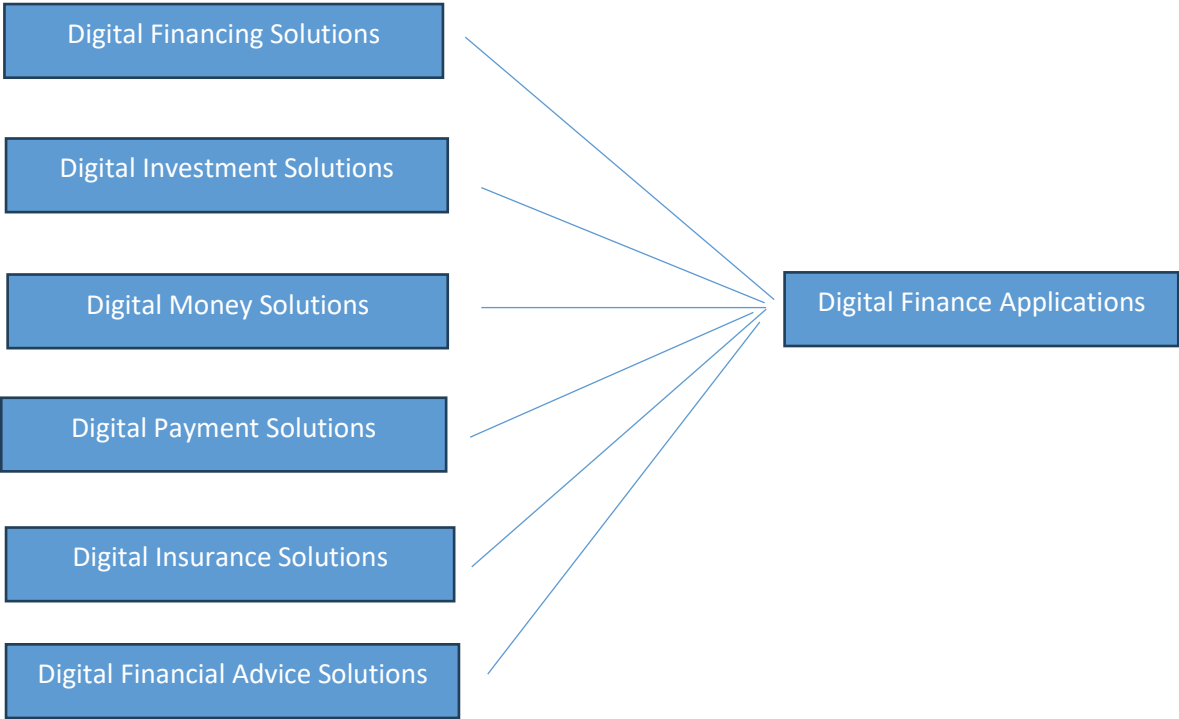 Digital Financing Solutions
Digital Investment Solutions
Digital Money Solutions
Digital Finance Applications
Digital Payment Solutions
Digital Insurance Solutions
Digital Financial Advice Solutions